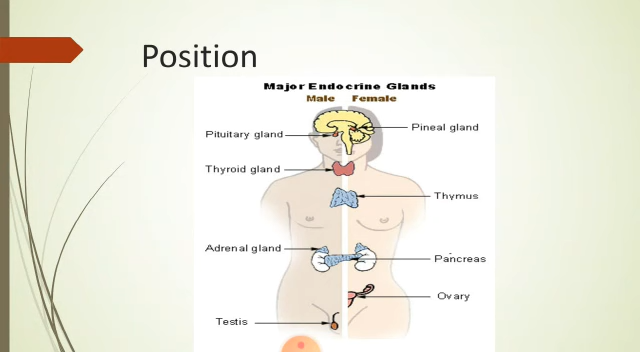 Position
Major Endocrine Glands
Male Female
Pituitary gland
Pineal gland
Thyroid gland
Thymus
Adrenal gland
Pancreas
Ovary
Testis